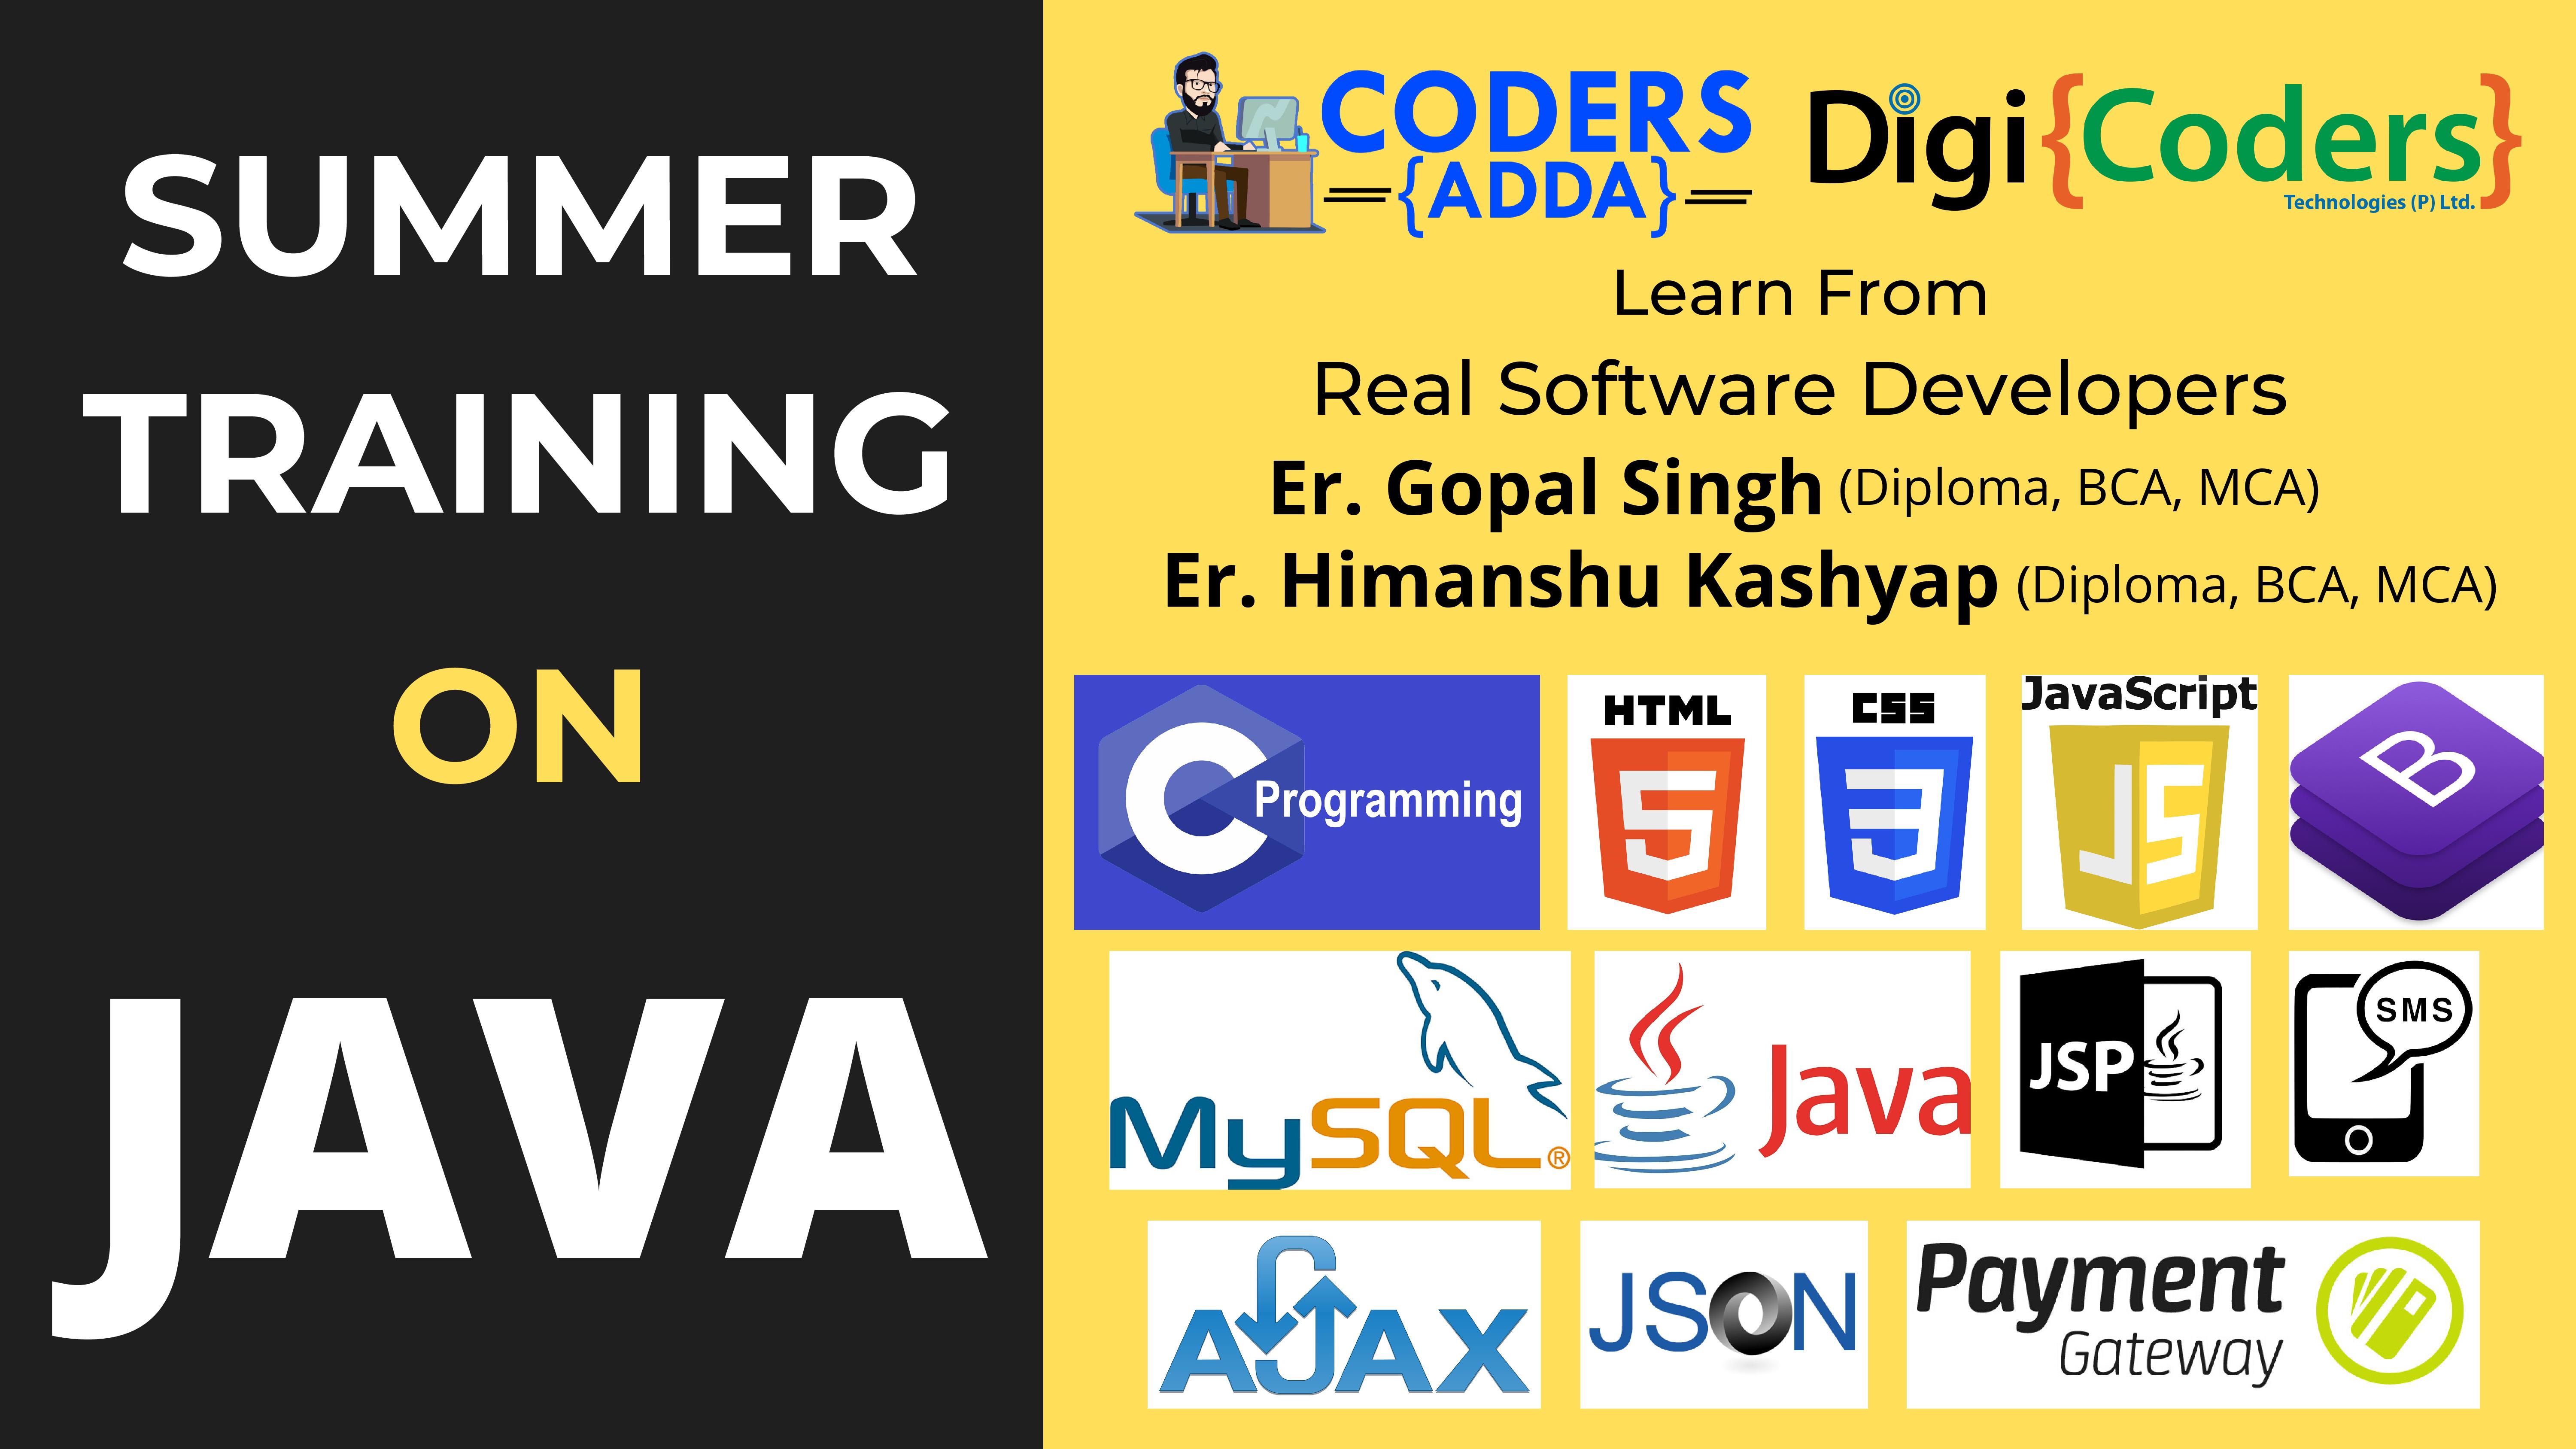 SUMMER
TRAINING
ON
JAVA
CODERS
{ADDA}
Digi{Coders}
Technologies (P) Ltd.
Learn From
Real Software Developers
Er. Gopal Singh (Diploma, BCA, MCA)
Er. Himanshu Kashyap (Diploma, BCA, MCA)
C Programming
HTML
5
CSS
3
JavaScript
JS
B
MySQL®
Java
JSP
SMS
AJAX
JSON
Payment
Gateway